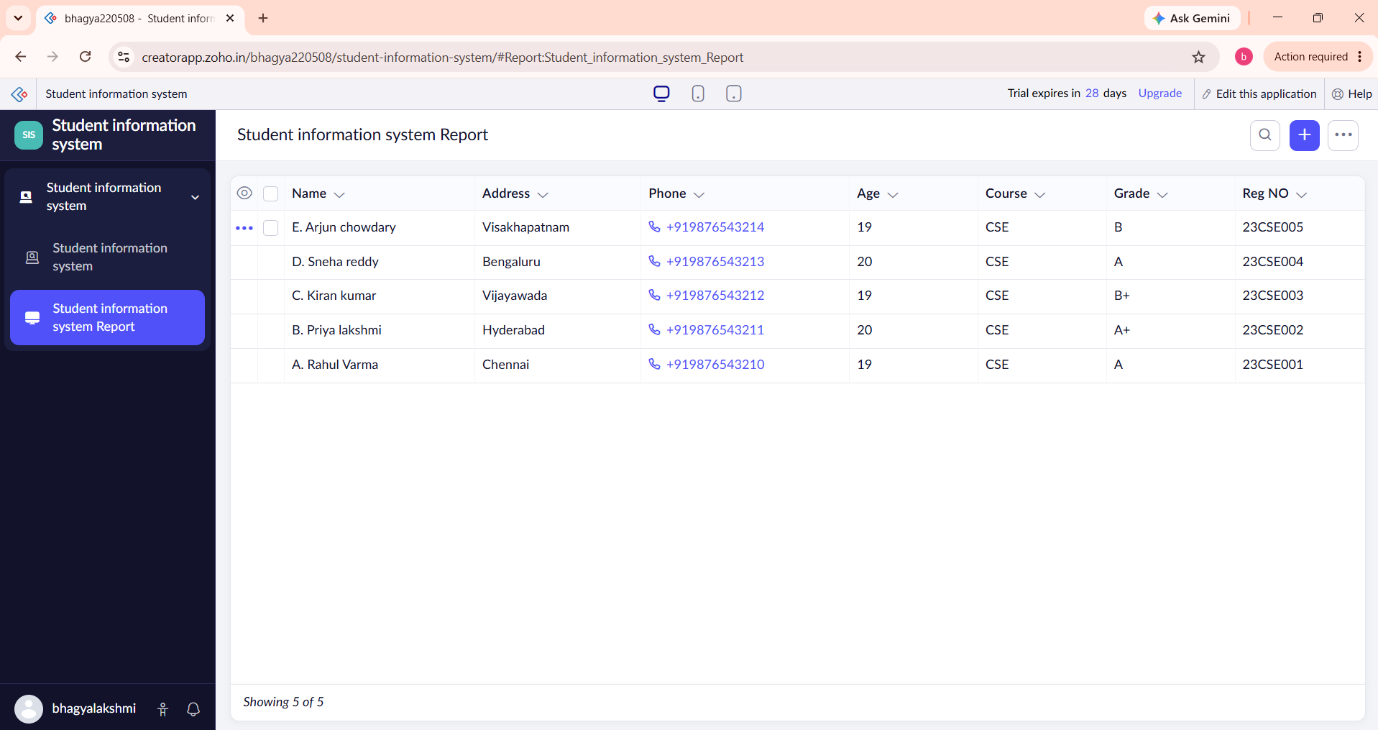 bhagya220508 - Student inform
Ask Gemini
creatorapp.zoho.in/bhagya220508/student-information-system/#Report:Student_information_system_Report
b
Action required
Student information system
Trial expires in 28 days
Upgrade
Edit this application
Help
SIS
Student information
system
Student information system Report
Student information
system
Student information
system
Student information
system Report
Name Address Phone Age Course Grade Reg NO
E. Arjun chowdary Visakhapatnam +919876543214 19 CSE B 23CSE005
D. Sneha reddy Bengaluru +919876543213 20 CSE A 23CSE004
C. Kiran kumar Vijayawada +919876543212 19 CSE B+ 23CSE003
B. Priya lakshmi Hyderabad +919876543211 20 CSE A+ 23CSE002
A. Rahul Varma Chennai +919876543210 19 CSE A 23CSE001
Showing 5 of 5
bhagyalakshmi